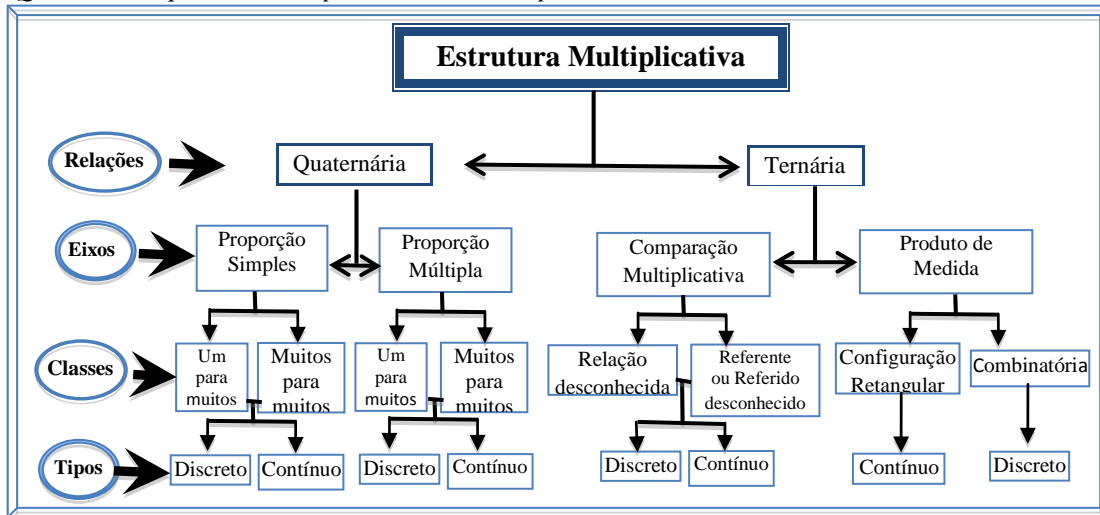 Estrutura Multiplicativa
Relações
Quaternária
Ternária
Eixos
Proporção
Simples
Proporção
Múltipla
Comparação
Multiplicativa
Produto de
Medida
Classes
Um
para
muitos
Muitos
para
muitos
Um
para
muitos
Muitos
para
muitos
Relação
desconhecida
Referente
ou Referido
desconhecido
Configuração
Retangular
Combinatória
Tipos
Discreto
Contínuo
Discreto
Contínuo
Discreto
Contínuo
Contínuo
Discreto